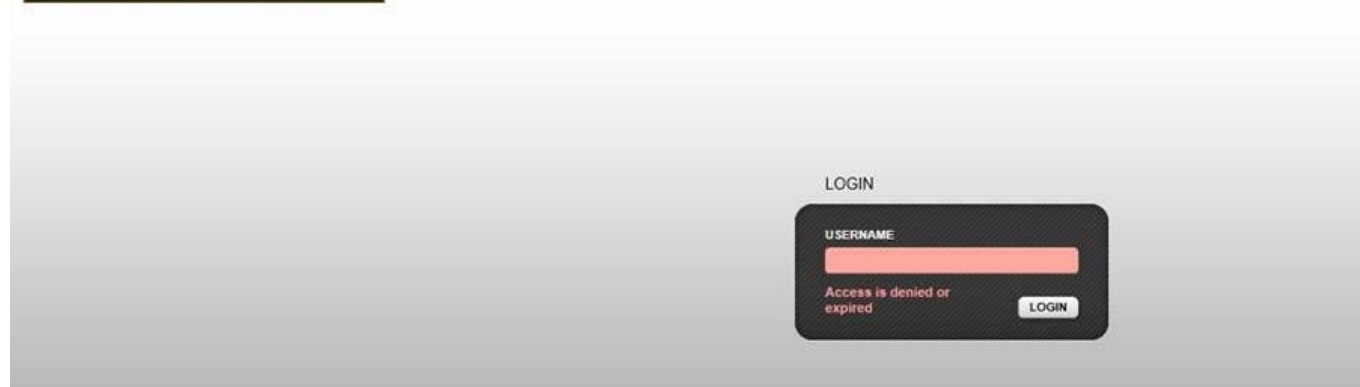 LOGIN
USERNAME
Access is denied or
expired
LOGIN